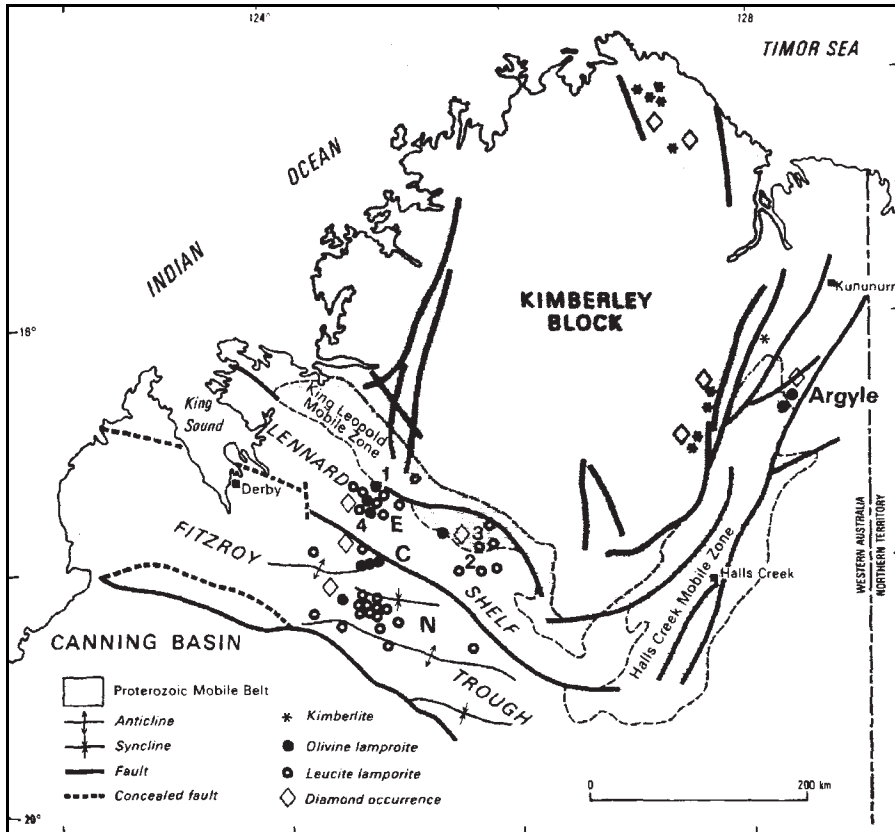 124
128
TIMOR SEA
OCEAN
INDIAN
KIMBERLEY
BLOCK
Kununurr
16°
King Leopold
Mobile Zone
King
Sound
LENNARD
Argyle
Derby
1
4
E
3
2
C
FITZROY
SHELF
Halls Creek Mobile Zone
Halls Creek
WESTERN AUSTRALIA
NORTHERN TERRITORY
N
CANNING BASIN
TROUGH
Proterozoic Mobile Belt
Anticline
Syncline
Fault
Concealed fault
Kimberlite
Olivine lamproite
Leucite lamporite
Diamond occurrence
0
200 km
20°